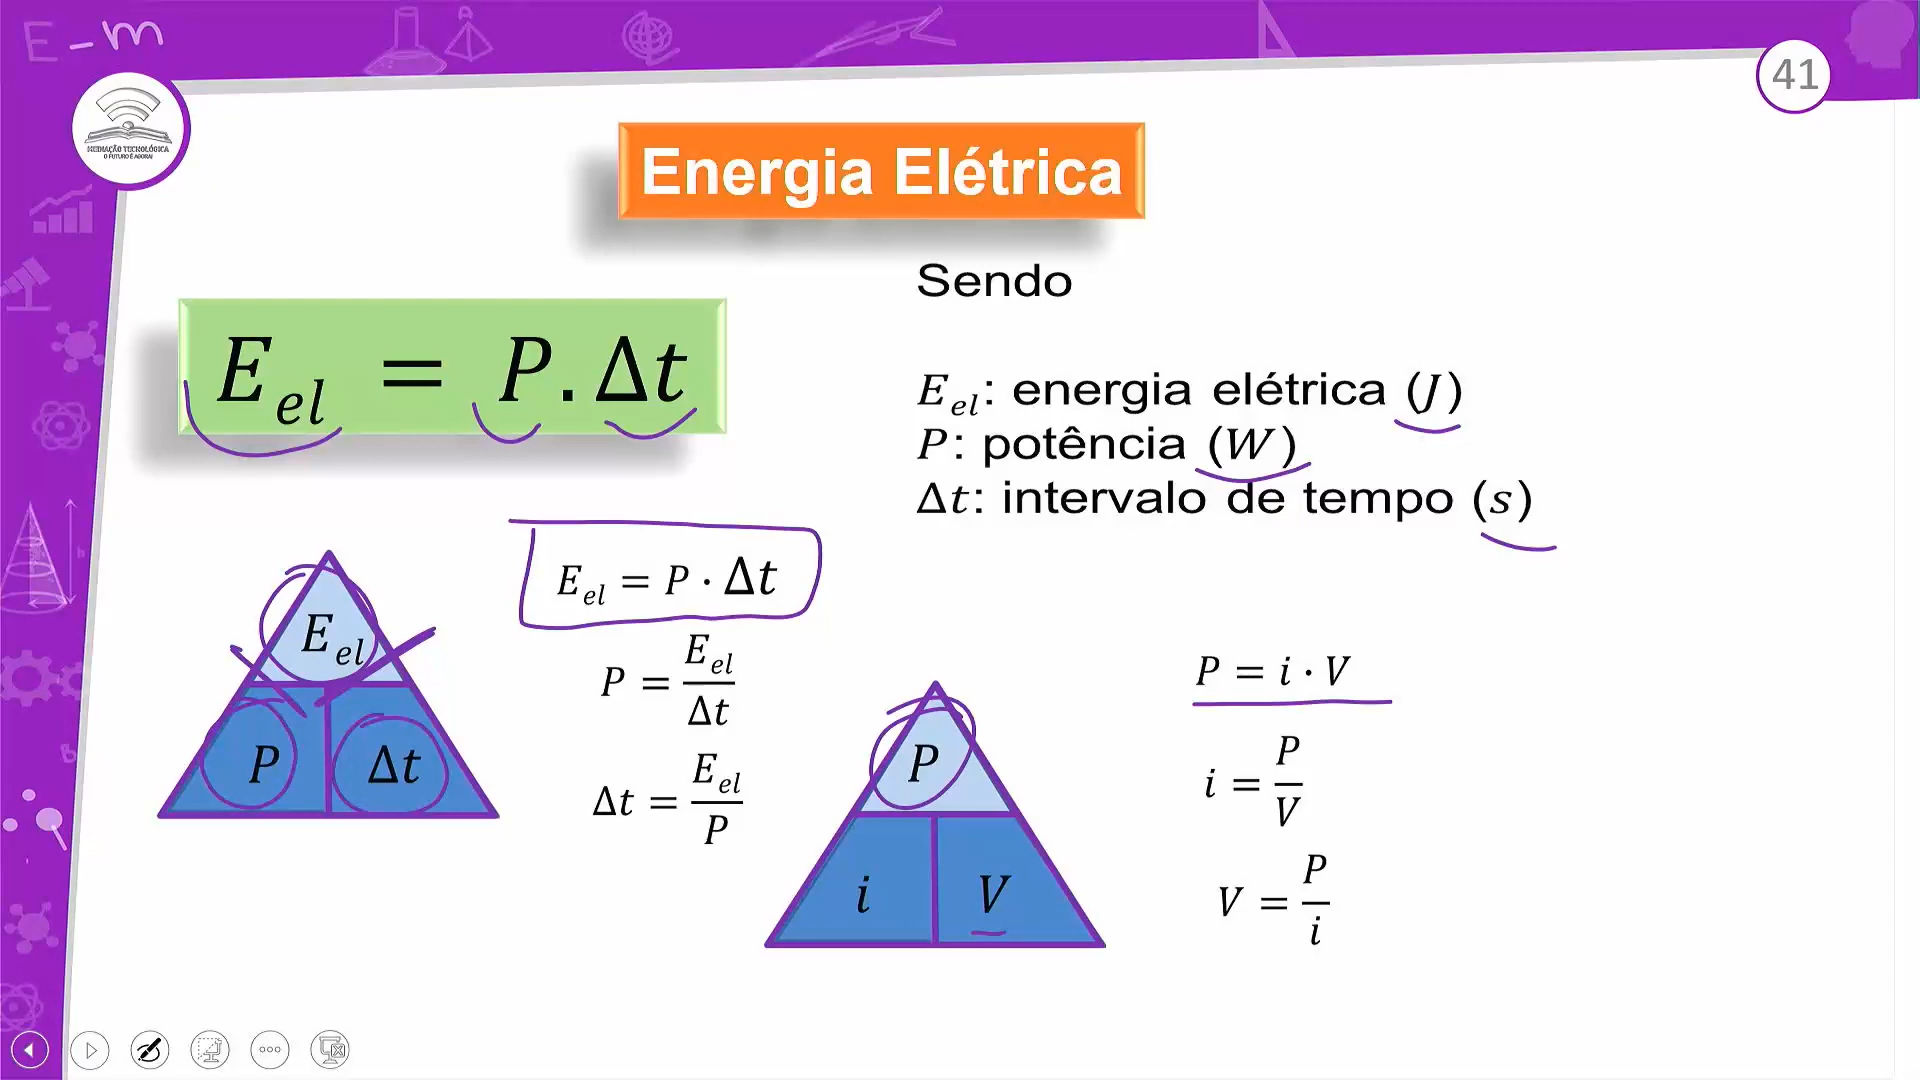 E-m
MEDIAÇÃO TECNOLÓGICA
O FUTURO É AGORA!
41
Energia Elétrica
E_el = P . Δt
Sendo
E_el: energia elétrica (J)
P: potência (W)
Δt: intervalo de tempo (s)
E_el
P Δt
E_el = P · Δt
P = E_el / Δt
Δt = E_el / P
P
i V
P = i · V
i = P / V
V = P / i